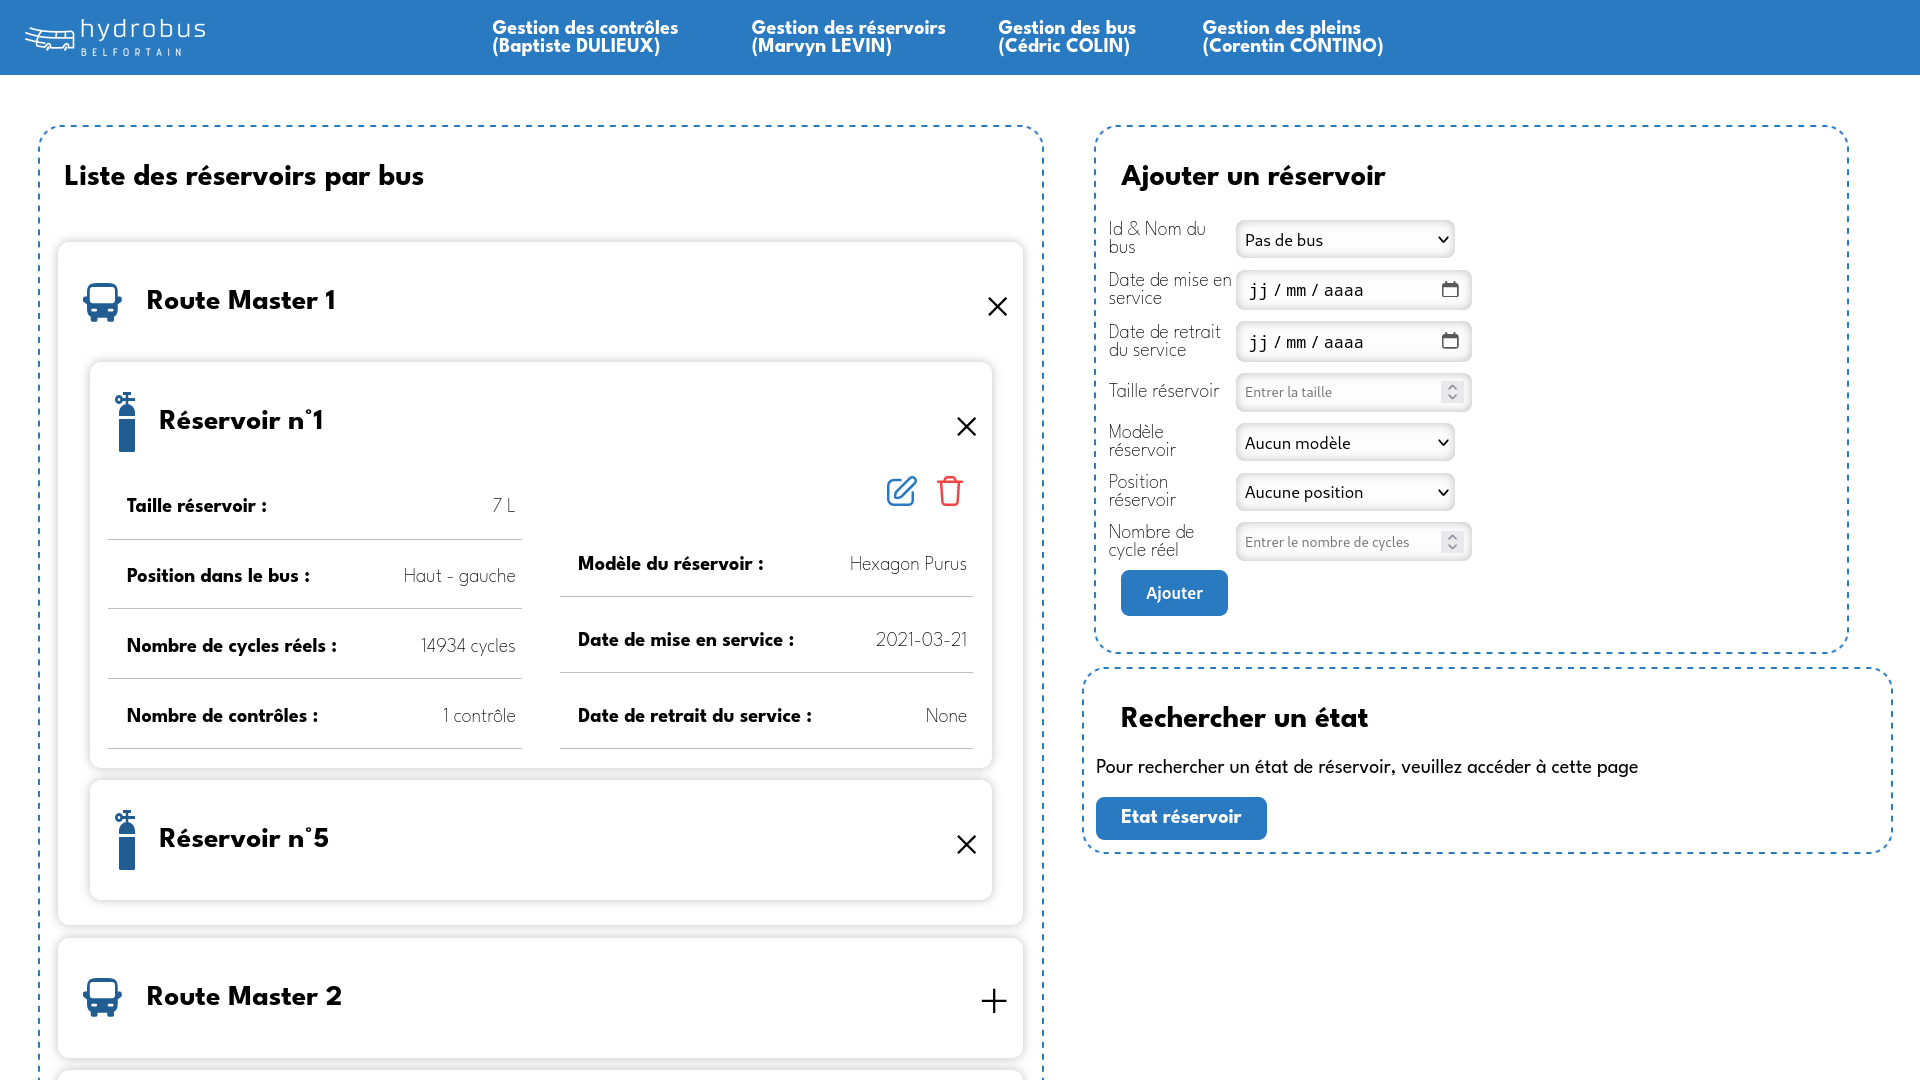 hydrobus
BELFORTAIN
Gestion des contrôles
(Baptiste DULIEUX)
Gestion des réservoirs
(Marvyn LEVIN)
Gestion des bus
(Cédric COLIN)
Gestion des pleins
(Corentin CONTINO)
Liste des réservoirs par bus
Route Master 1
Réservoir n°1
Taille réservoir : 7 L
Position dans le bus : Haut - gauche
Nombre de cycles réels : 14934 cycles
Nombre de contrôles : 1 contrôle
Modèle du réservoir : Hexagon Purus
Date de mise en service : 2021-03-21
Date de retrait du service : None
Réservoir n°5
Route Master 2
Ajouter un réservoir
Id & Nom du
bus
Pas de bus
Date de mise en
service
jj / mm / aaaa
Date de retrait
du service
jj / mm / aaaa
Taille réservoir
Entrer la taille
Modèle
réservoir
Aucun modèle
Position
réservoir
Aucune position
Nombre de
cycle réel
Entrer le nombre de cycles
Ajouter
Rechercher un état
Pour rechercher un état de réservoir, veuillez accéder à cette page
Etat réservoir